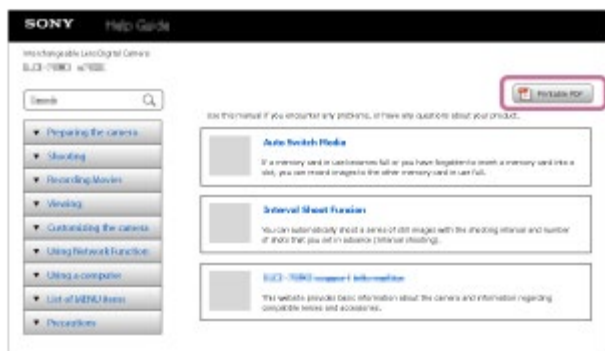 SONY Help Guide
Interchangeable Lens Digital Camera
Search
Printable PDF
Use this manual if you encounter any problems, or have any questions about your product.
Preparing the camera
Shooting
Recording Movies
Viewing
Customizing the camera
Using Network Function
Using a computer
List of MENU items
Precautions
Auto Switch Media
If a memory card in use becomes full or you have forgotten to insert a memory card into a
slot, you can record images to the other memory card in use full.
Interval Shoot Funsion
You can automatically shoot a series of still images with the shooting interval and number
of shots that you set in advance (Interval shooting).
support information
This website provides basic information about the camera and information regarding
compatible lenses and accessories.